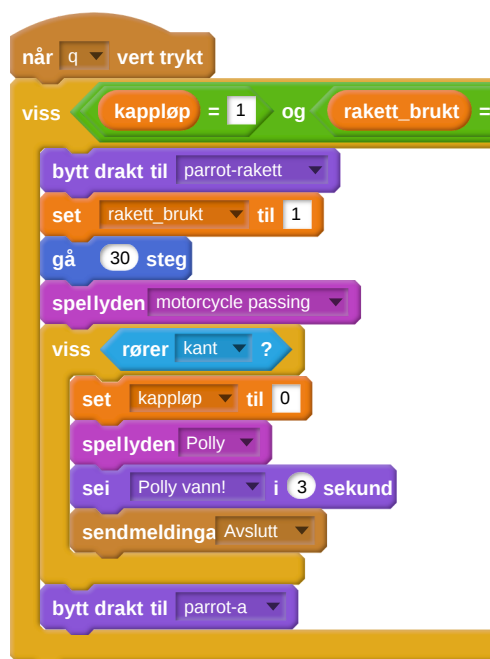 når q vert trykt
viss kappløp = 1 og rakett_brukt =
bytt drakt til parrot-rakett
set rakett_brukt til 1
gå 30 steg
spellyden motorcycle passing
viss rører kant ?
set kappløp til 0
spellyden Polly
sei Polly vann! i 3 sekund
sendmeldinga Avslutt
bytt drakt til parrot-a